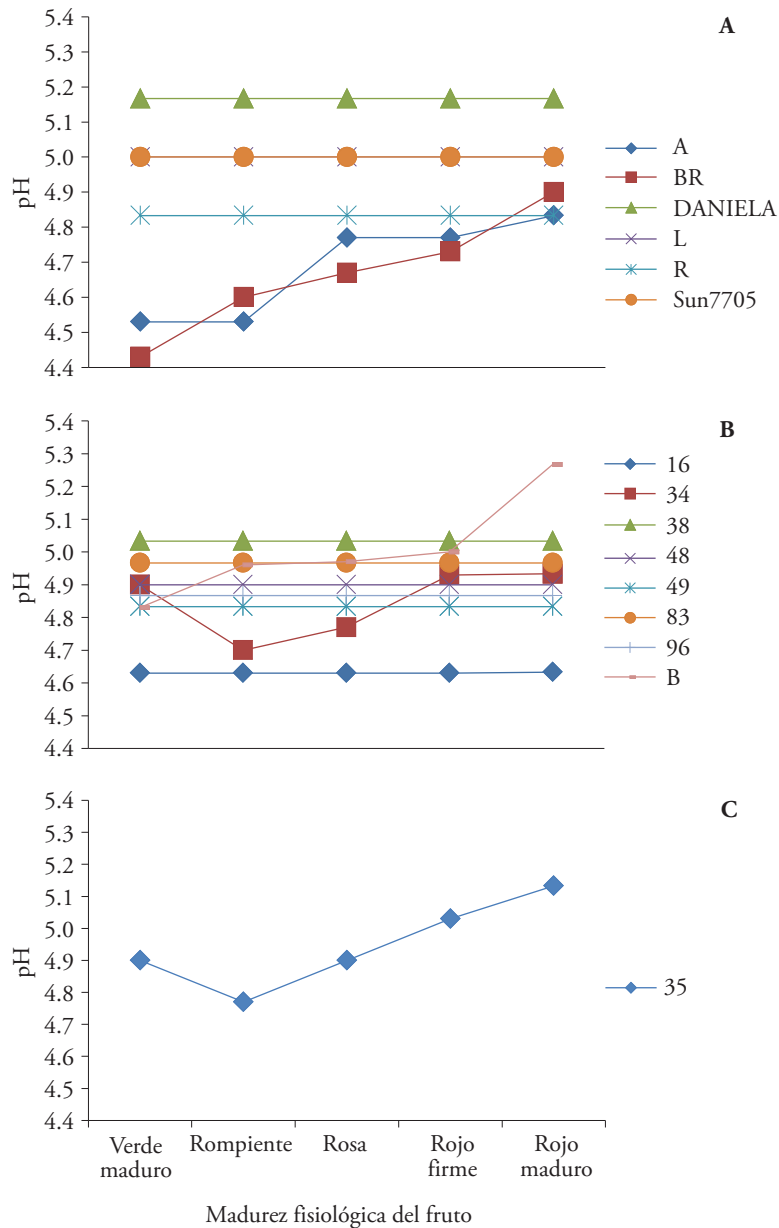 A
5.4
5.3
5.2
5.1
5.0
4.9
4.8
4.7
4.6
4.5
4.4
pH
A
BR
DANIELA
L
R
Sun7705
B
5.4
5.3
5.2
5.1
5.0
4.9
4.8
4.7
4.6
4.5
4.4
pH
16
34
38
48
49
83
96
B
C
5.4
5.3
5.2
5.1
5.0
4.9
4.8
4.7
4.6
4.5
4.4
pH
35
Verde
maduro
Rompiente
Rosa
Rojo
firme
Rojo
maduro
Madurez fisiológica del fruto